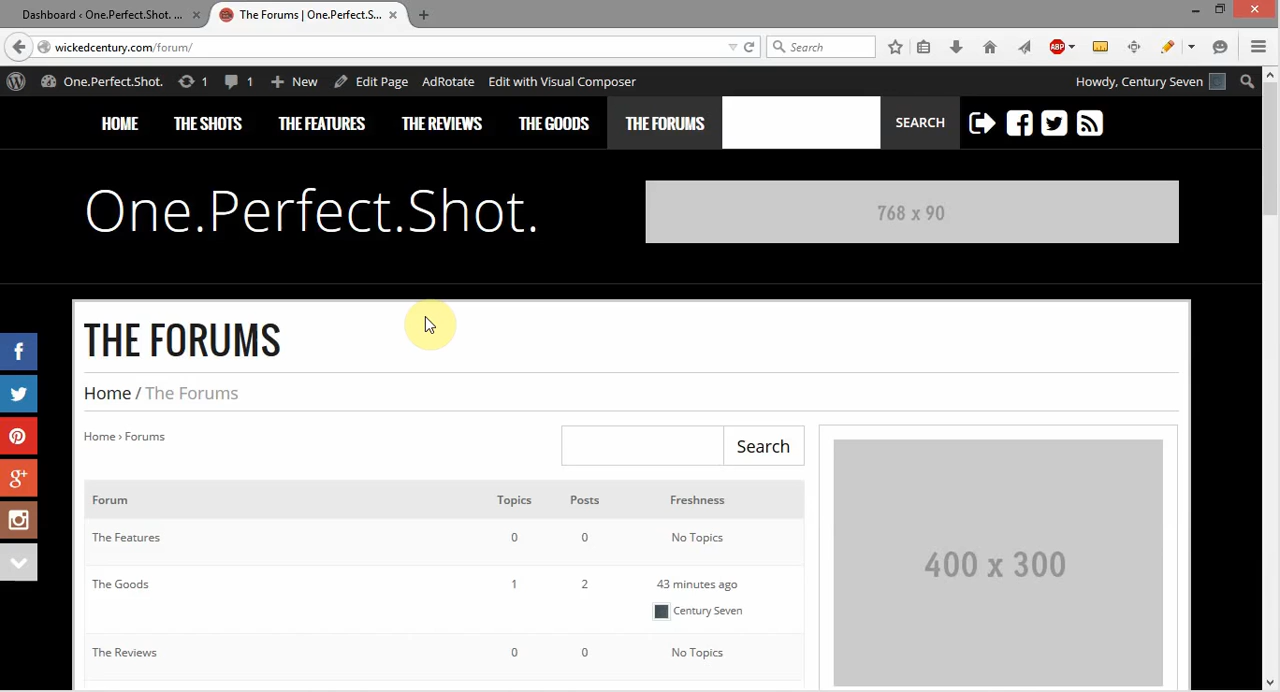 Dashboard ‹ One.Perfect.Shot. ...
The Forums | One.Perfect.S...
wickedcentury.com/forum/
Search
ABP
One.Perfect.Shot.
1
1
New
Edit Page
AdRotate
Edit with Visual Composer
Howdy, Century Seven
HOME
THE SHOTS
THE FEATURES
THE REVIEWS
THE GOODS
THE FORUMS
SEARCH
One.Perfect.Shot.
768 x 90
THE FORUMS
Home / The Forums
Home › Forums
Search
Forum Topics Posts Freshness
The Features 0 0 No Topics
The Goods 1 2 43 minutes ago
Century Seven
The Reviews 0 0 No Topics
400 x 300